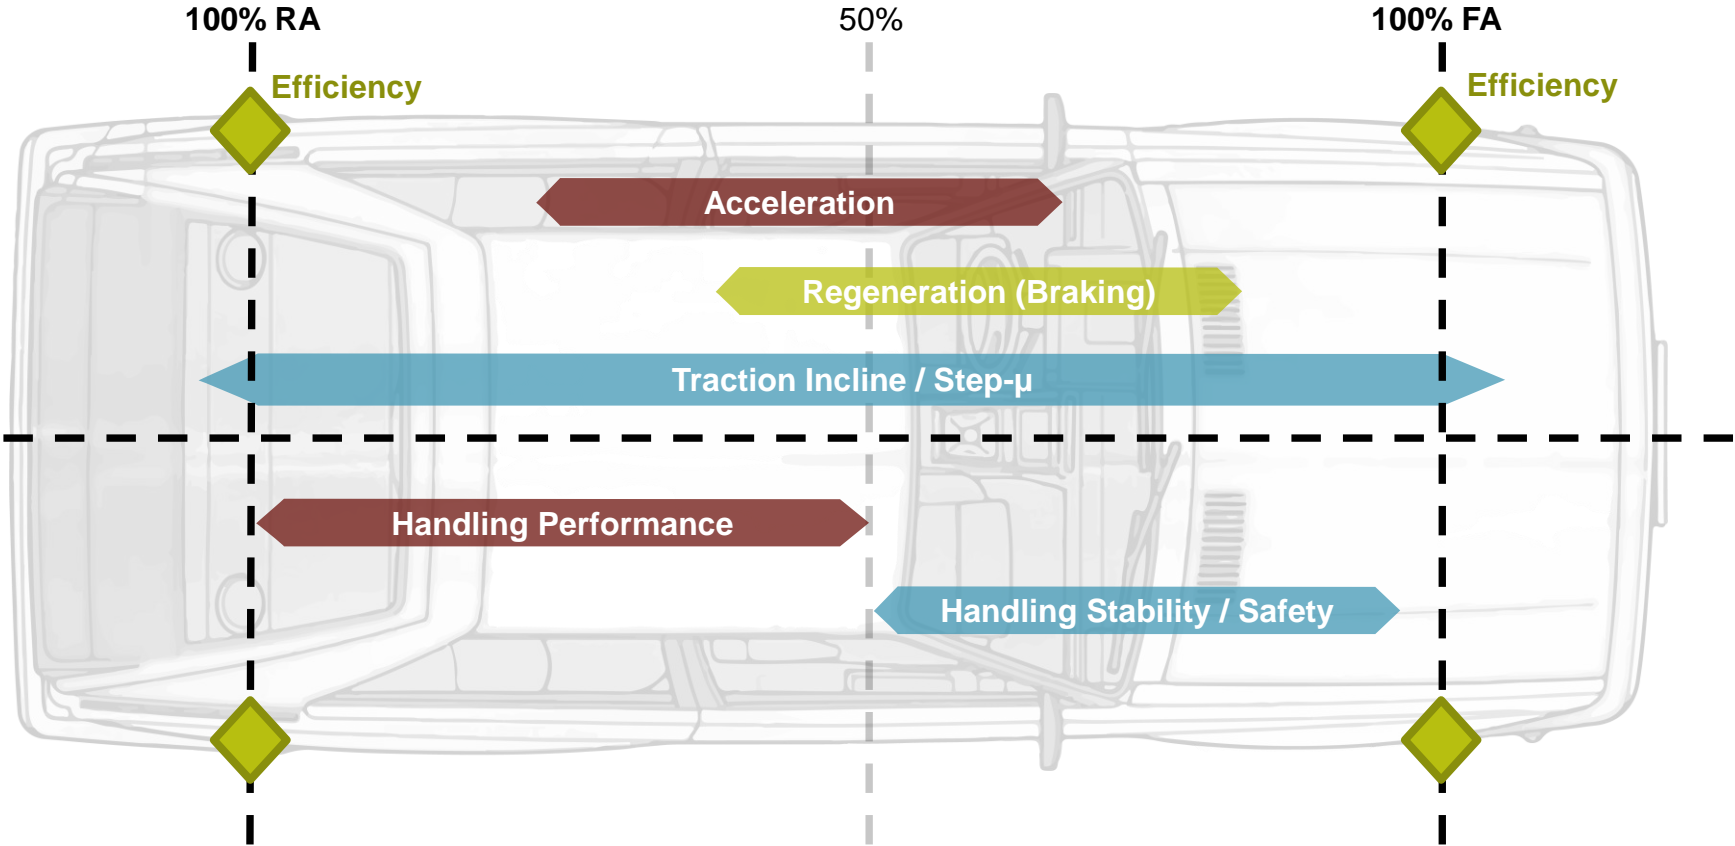 100% RA
50%
100% FA
Efficiency
Efficiency
Acceleration
Regeneration (Braking)
Traction Incline / Step-µ
Handling Performance
Handling Stability / Safety